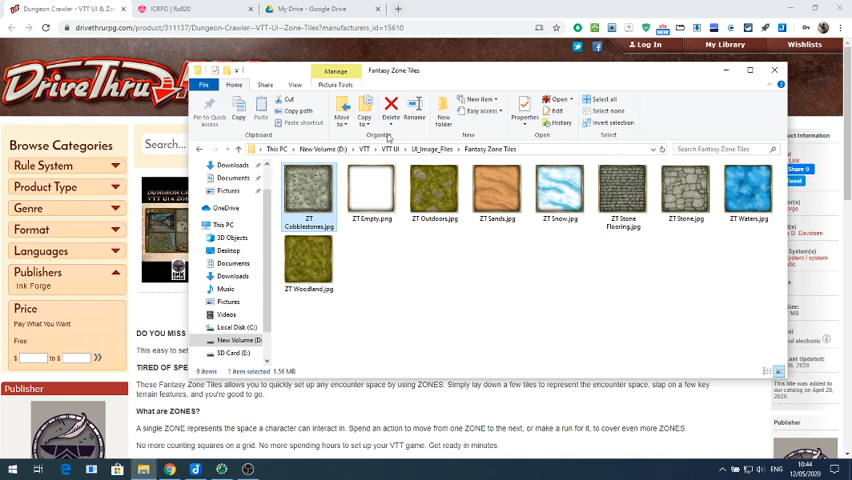 Dungeon Crawler - VTT UI & Zo
ICRPG | Roll20
My Drive - Google Drive
drivethrurpg.com/product/311137/Dungeon-Crawler--VTT-UI--Zone-Tiles?manufacturers_id=15610
Log In
My Library
Wishlists
DriveThruR
Browse Categories
Rule System
Product Type
Genre
Format
Languages
Publishers
Ink Forge
Price
Pay What You Want
Free
$ $
Publisher
Search...
Manage
Fantasy Zone Tiles
File
Home
Share
View
Picture Tools
Pin to Quick access
Copy
Paste
Cut
Copy path
Paste shortcut
Clipboard
Move to
Copy to
Delete
Rename
Organize
New folder
New item
Easy access
New
Properties
Open
Edit
History
Open
Select all
Select none
Invert selection
Select
This PC > New Volume (D:) > VTT > VTT UI > UI_Image_Files > Fantasy Zone Tiles
Search Fantasy Zone Tiles
Downloads
Documents
Pictures
OneDrive
This PC
3D Objects
Desktop
Documents
Downloads
Music
Pictures
Videos
Local Disk (C:)
New Volume (D:
SD Card (E:)
ZT Cobblestones.jpg
ZT Empty.png
ZT Outdoors.jpg
ZT Sands.jpg
ZT Snow.jpg
ZT Stone Flooring.jpg
ZT Stone.jpg
ZT Waters.jpg
ZT Woodland.jpg
9 items
1 item selected 1.56 MB
Share 0
Tweet
DO YOU MISS
This easy to set
TIRED OF SPE
These Fantasy Zone Tiles allows you to quickly set up any encounter space by using ZONES. Simply lay down a few tiles to represent the encounter space, slap on a few key
terrain features, and you're good to go.
What are ZONES?
A single ZONE represents the space a character can interact in. Spend an action to move from one ZONE to the next, or make a run for it, to cover even more ZONES.
No more counting squares on a grid. No more spending hours to set up your VTT game. Get ready in minutes.
Last Updated:
This title was added to our catalog on April 28, 2020.
Publisher
ENG
10:44
12/05/2020